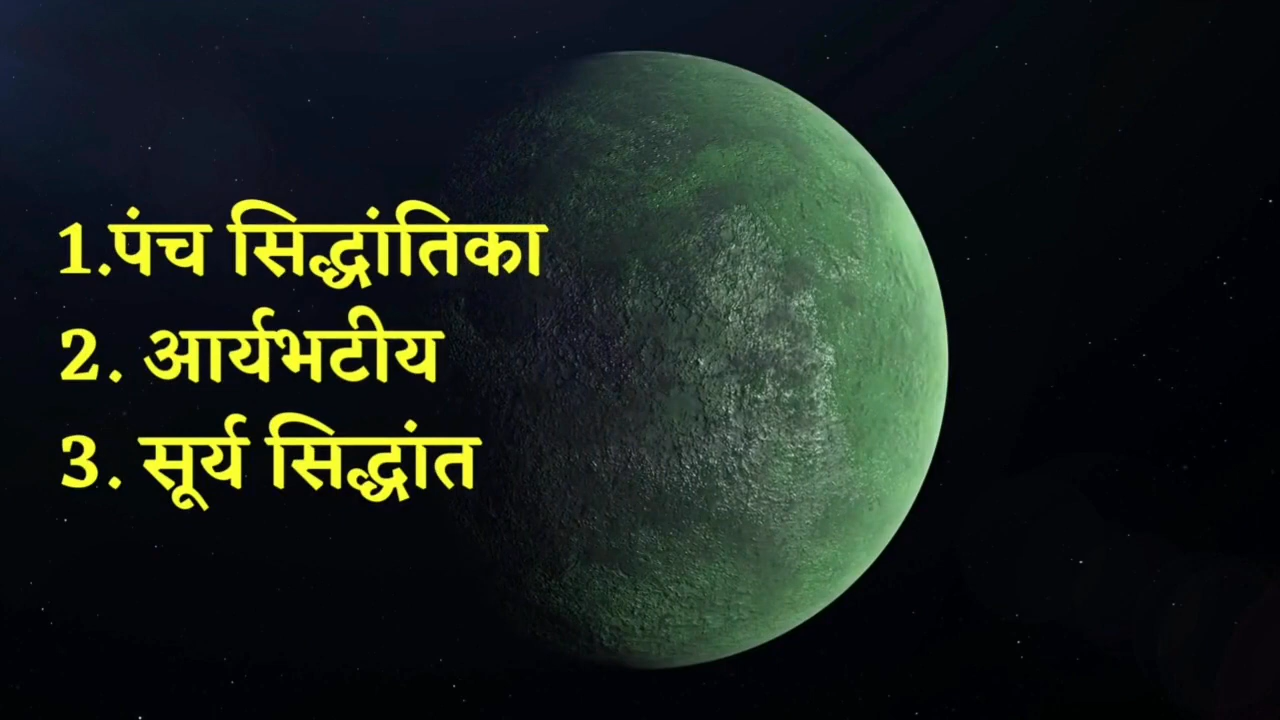 1.पंच सिद्धांतिका
2. आर्यभटीय
3. सूर्य सिद्धांत